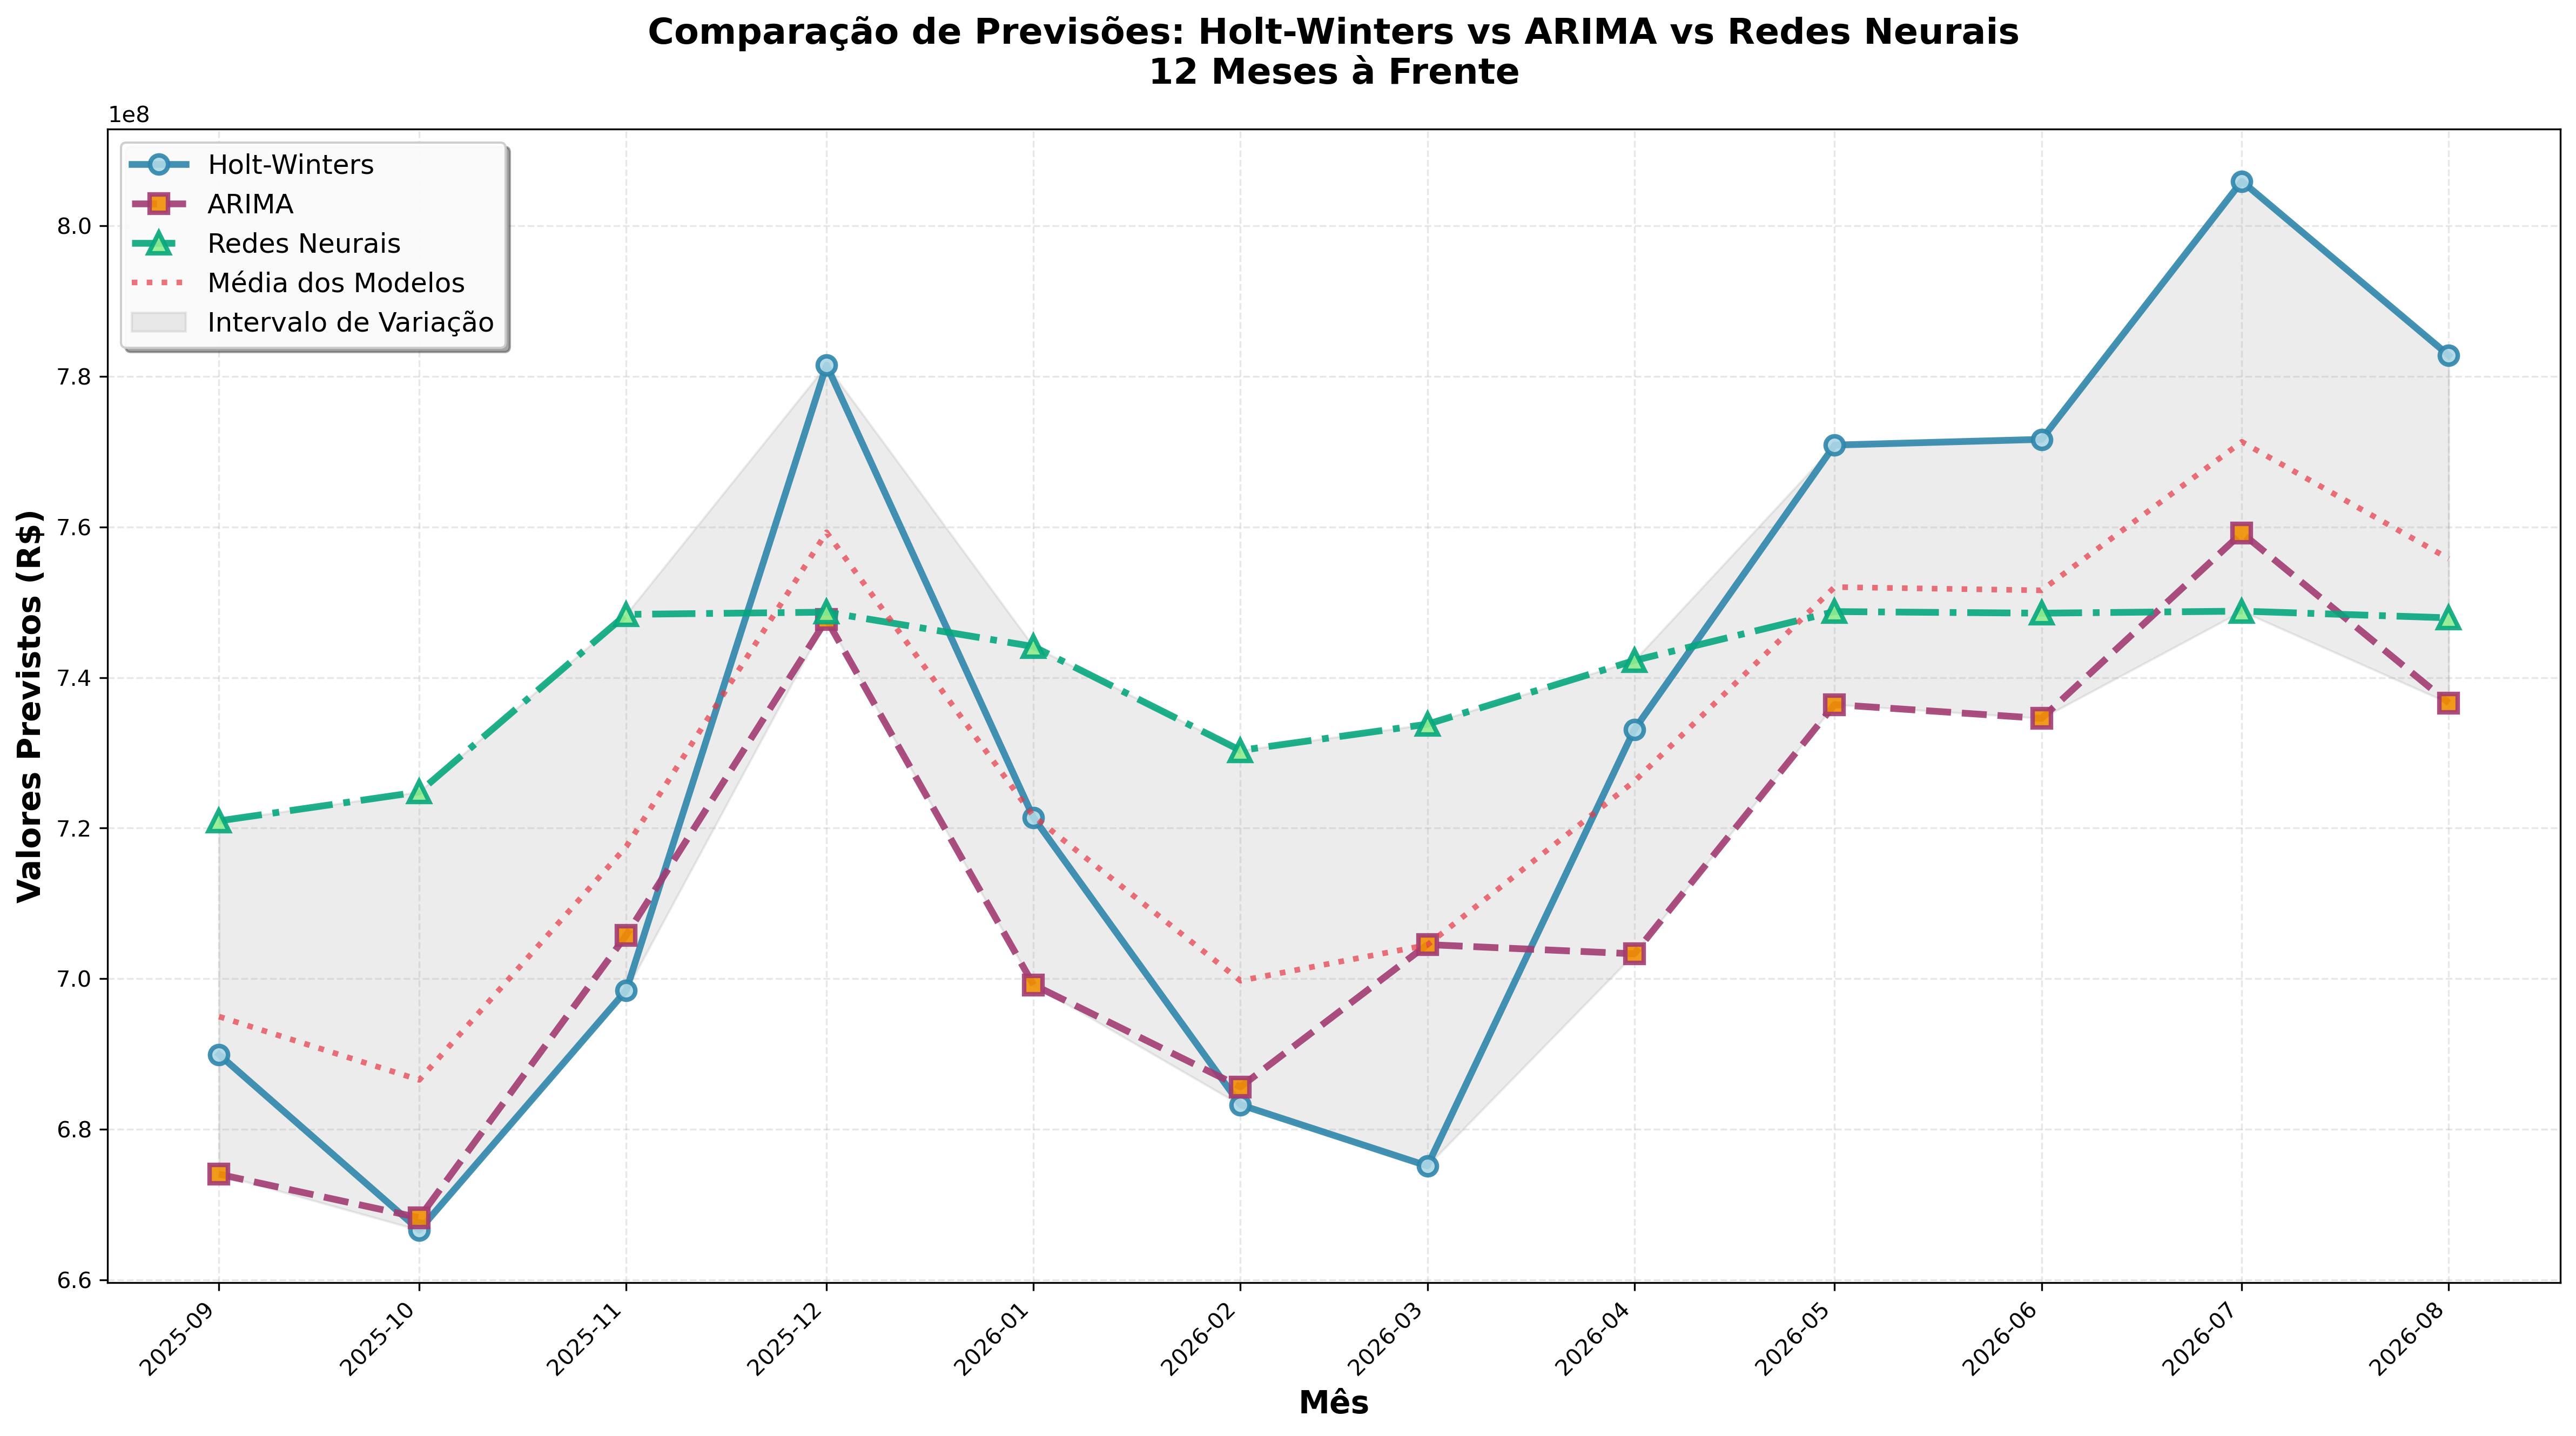 Comparação de Previsões: Holt-Winters vs ARIMA vs Redes Neurais
12 Meses à Frente
1e8
Holt-Winters
ARIMA
Redes Neurais
Média dos Modelos
Intervalo de Variação
Valores Previstos (R$)
8.0
7.8
7.6
7.4
7.2
7.0
6.8
6.6
2025-09
2025-10
2025-11
2025-12
2026-01
2026-02
2026-03
2026-04
2026-05
2026-06
2026-07
2026-08
Mês